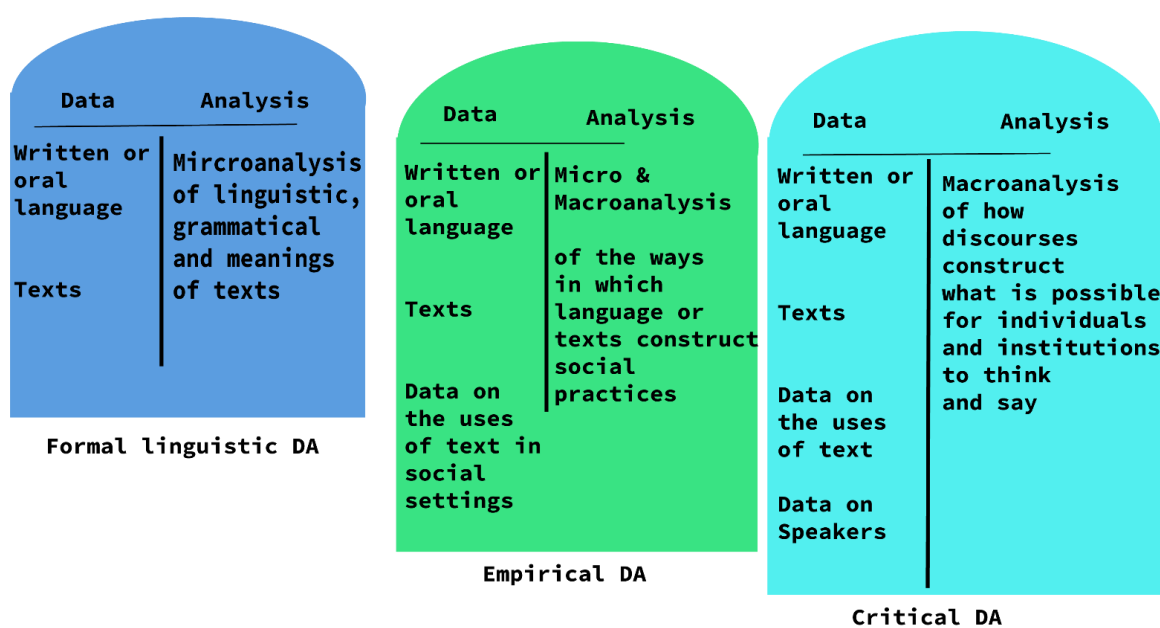 Data
Analysis
Written or
oral
language
Texts
Mircroanalysis
of linguistic,
grammatical
and meanings
of texts
Formal linguistic DA
Data
Analysis
Written or
oral
language
Texts
Data on
the uses
of text in
social
settings
Micro &
Macroanalysis
of the ways
in which
language or
texts construct
social
practices
Empirical DA
Data
Analysis
Written or
oral
language
Texts
Data on
the uses
of text
Data on
Speakers
Macroanalysis
of how
discourses
construct
what is possible
for individuals
and institutions
to think
and say
Critical DA